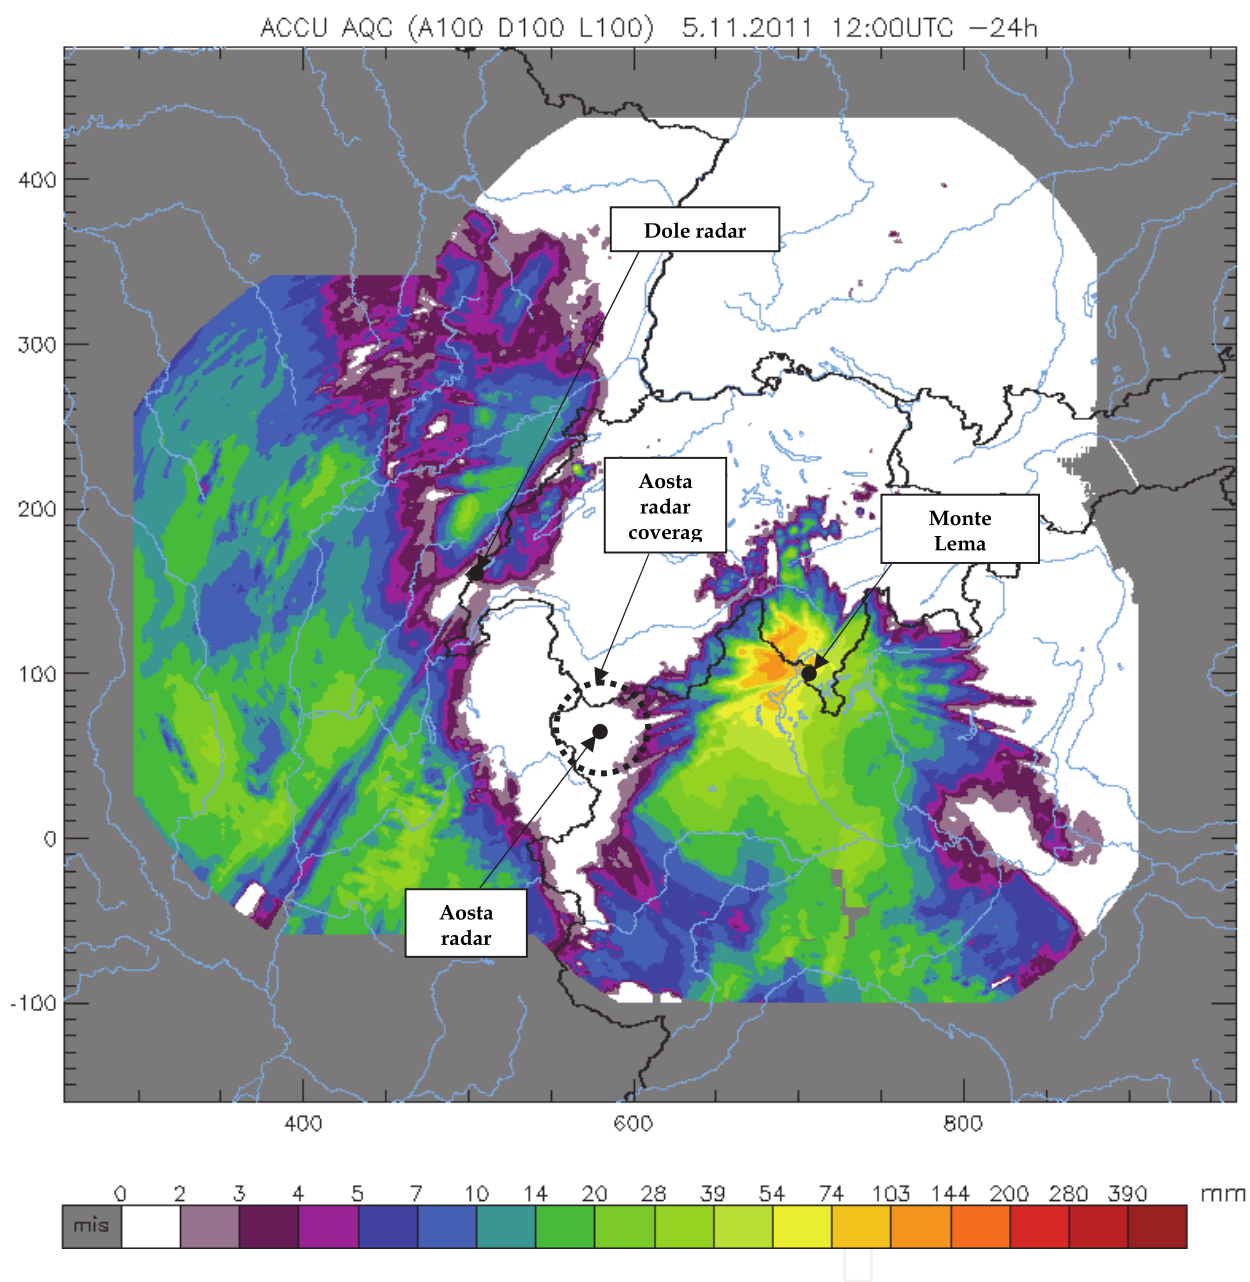 ACCU AQC (A100 D100 L100) 5.11.2011 12:00UTC −24h
400
300
200
100
0
-100
Dole radar
Aosta
radar
coverag
Monte
Lema
Aosta
radar
400 600 800
0 2 3 4 5 7 10 14 20 28 39 54 74 103 144 200 280 390 mm
mis